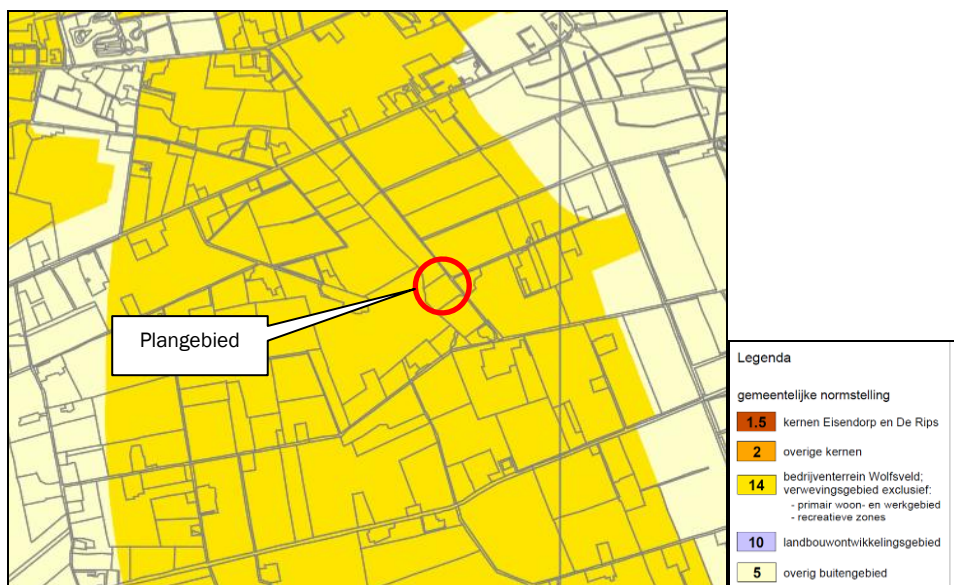 Plangebied
Legenda
gemeentelijke normstelling
1.5 kernen Eisendorp en De Rips
2 overige kernen
14 bedrijventerrein Wolfsveld;
verwevingsgebied exclusief:
- primair woon- en werkgebied
- recreatieve zones
10 landbouwontwikkelingsgebied
5 overig buitengebied